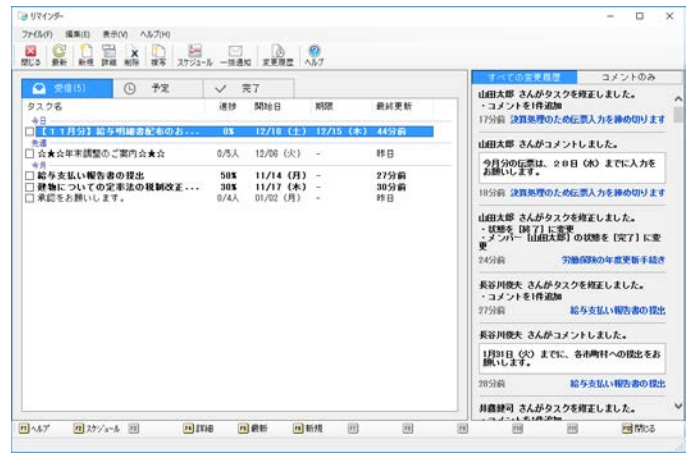 リマインダー
ファイル(F) 編集(E) 表示(V) ヘルプ(H)
閉じる 最新 新規 詳細 削除 複写 スケジュール 一括通知 変更履歴 ヘルプ
受信(5) 予定 完了
タスク名 進捗 開始日 期限 最終更新
今日
【11月分】給与明細書配布のお... 0% 12/10 (土) 12/15 (木) 44分前
先週
☆★☆年末調整のご案内☆★☆ 0/5人 12/06 (火) - 昨日
今月
給与支払い報告書の提出 50% 11/14 (月) - 27分前
建物についての定率法の税制改正... 30% 11/17 (木) - 30分前
承認をお願いします。 0/4人 01/02 (月) - 昨日
すべての変更履歴 コメントのみ
山田太郎 さんがタスクを修正しました。
・コメントを1件追加
17分前 決算処理のため伝票入力を締め切ります
山田太郎 さんがコメントしました。
今月分の伝票は、28日(水)までに入力を
お願いします。
18分前 決算処理のため伝票入力を締め切ります
山田太郎 さんがタスクを修正しました。
・状態を [終了] に変更
・メンバー [山田太郎] の状態を [完了] に変
更
24分前 労働保険の年度更新手続き
長谷川俊夫 さんがタスクを修正しました。
・コメントを1件追加
27分前 給与支払い報告書の提出
長谷川俊夫 さんがコメントしました。
1月31日(火)までに、各市町村への提出をお
願いします。
28分前 給与支払い報告書の提出
井農健司 さんがタスクを修正しました。
F1 ヘルプ F2 スケジュール F3 F4 詳細 F5 最新 F6 新規 F7 F8 F9 F10 F11 F12 閉じる